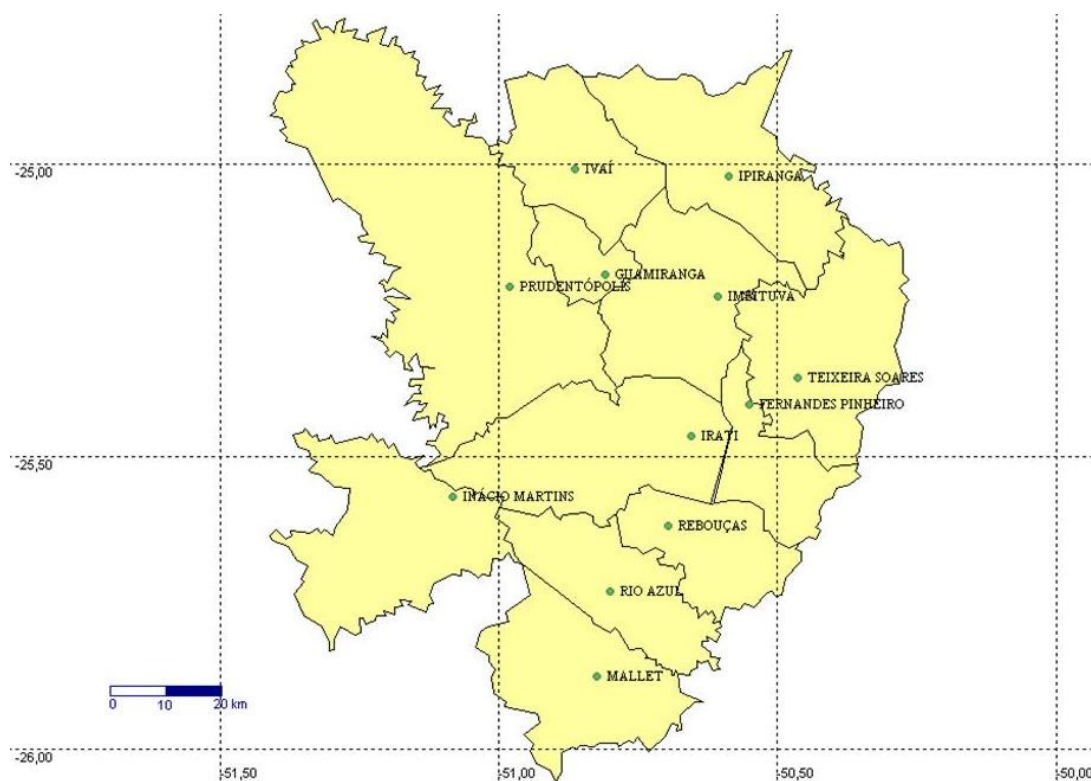 -25,00
IVAÍ
IPIRANGA
GUAMIRANGA
PRUDENTÓPOLIS
IMBITUVA
TEIXEIRA SOARES
FERNANDES PINHEIRO
IRATI
-25,50
INÁCIO MARTINS
REBOUÇAS
RIO AZUL
MALLET
0 10 20 km
-26,00
-51,50 -51,00 -50,50 -50,00